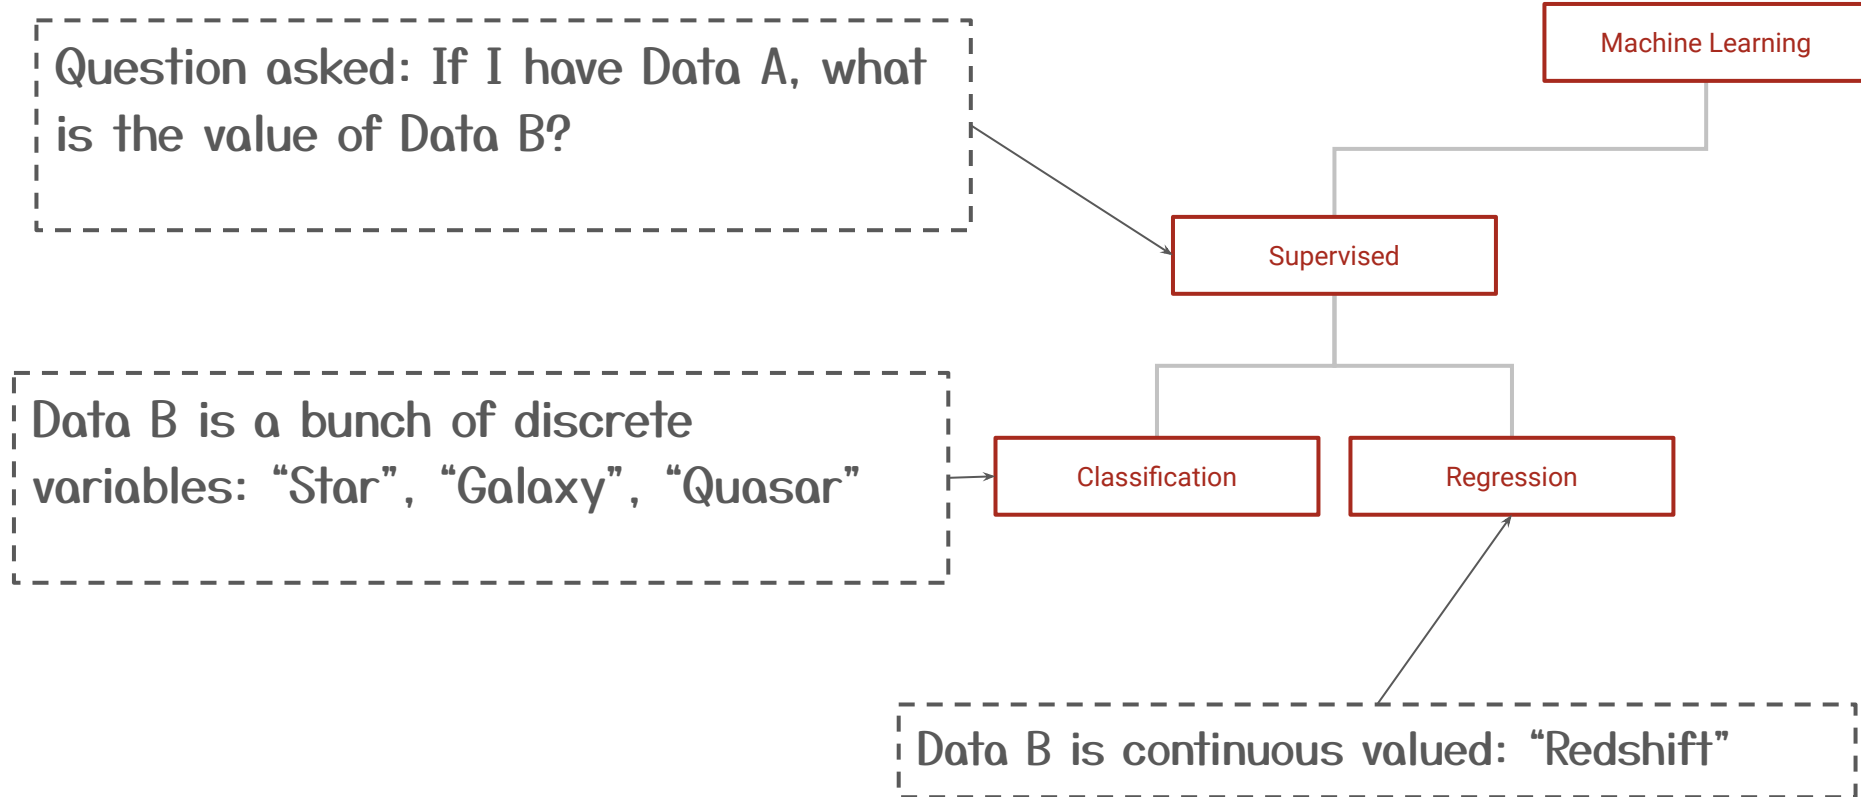 Question asked: If I have Data A, what
is the value of Data B?
Machine Learning
Supervised
Data B is a bunch of discrete
variables: “Star”, “Galaxy”, “Quasar”
Classification
Regression
Data B is continuous valued: “Redshift”